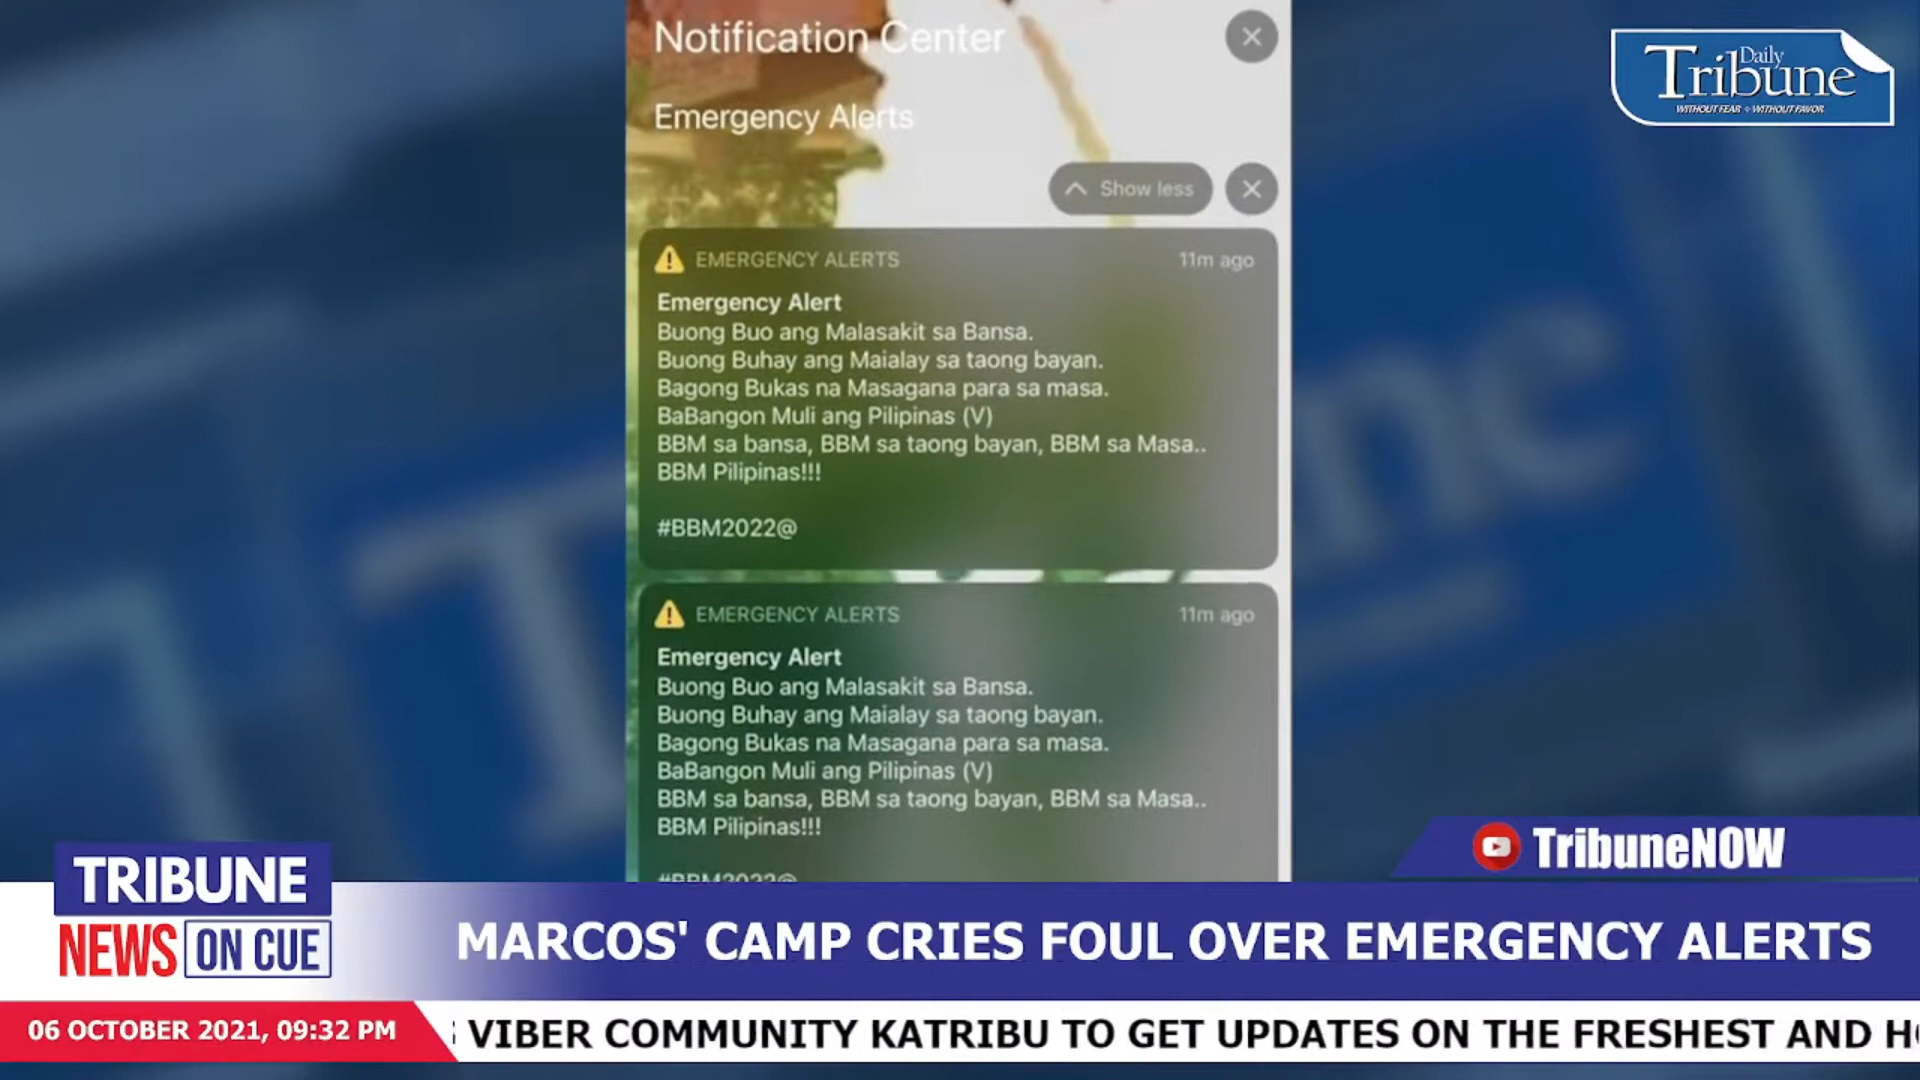 Notification Center
Daily
Tribune
WITHOUT FEAR + WITHOUT FAVOR
Emergency Alerts
Show less
EMERGENCY ALERTS 11m ago
Emergency Alert
Buong Buo ang Malasakit sa Bansa.
Buong Buhay ang Maialay sa taong bayan.
Bagong Bukas na Masagana para sa masa.
BaBangon Muli ang Pilipinas (V)
BBM sa bansa, BBM sa taong bayan, BBM sa Masa..
BBM Pilipinas!!!
#BBM2022@
EMERGENCY ALERTS 11m ago
Emergency Alert
Buong Buo ang Malasakit sa Bansa.
Buong Buhay ang Maialay sa taong bayan.
Bagong Bukas na Masagana para sa masa.
BaBangon Muli ang Pilipinas (V)
BBM sa bansa, BBM sa taong bayan, BBM sa Masa..
BBM Pilipinas!!!
#BBM2022@
TribuneNOW
TRIBUNE
NEWS ON CUE
MARCOS' CAMP CRIES FOUL OVER EMERGENCY ALERTS
06 OCTOBER 2021, 09:32 PM
VIBER COMMUNITY KATRIBU TO GET UPDATES ON THE FRESHEST AND